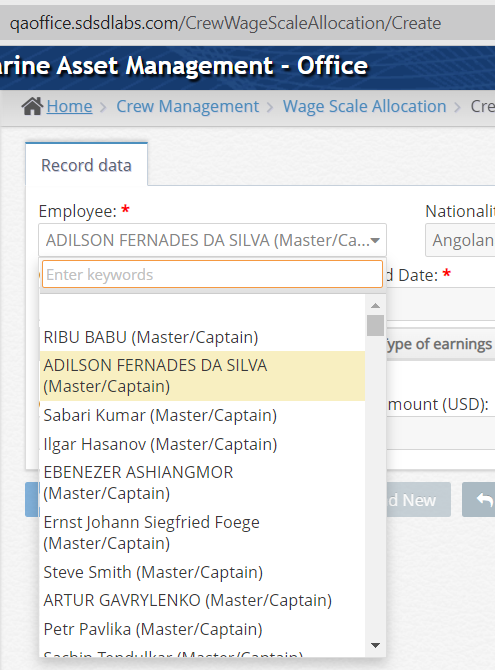 qaoffice.sdsdlabs.com/CrewWageScaleAllocation/Create
arine Asset Management - Office
Home > Crew Management > Wage Scale Allocation > Cre
Record data
Employee: *
Nationali
ADILSON FERNADES DA SILVA (Master/Ca...
Angolan
Enter keywords
d Date: *
RIBU BABU (Master/Captain)
ype of earnings
ADILSON FERNADES DA SILVA
(Master/Captain)
mount (USD):
Sabari Kumar (Master/Captain)
Ilgar Hasanov (Master/Captain)
EBENEZER ASHIANGMOR
(Master/Captain)
d New
Ernst Johann Siegfried Foege
(Master/Captain)
Steve Smith (Master/Captain)
ARTUR GAVRYLENKO (Master/Captain)
Petr Pavlika (Master/Captain)
Sachin Tendulkar (Master/Captain)